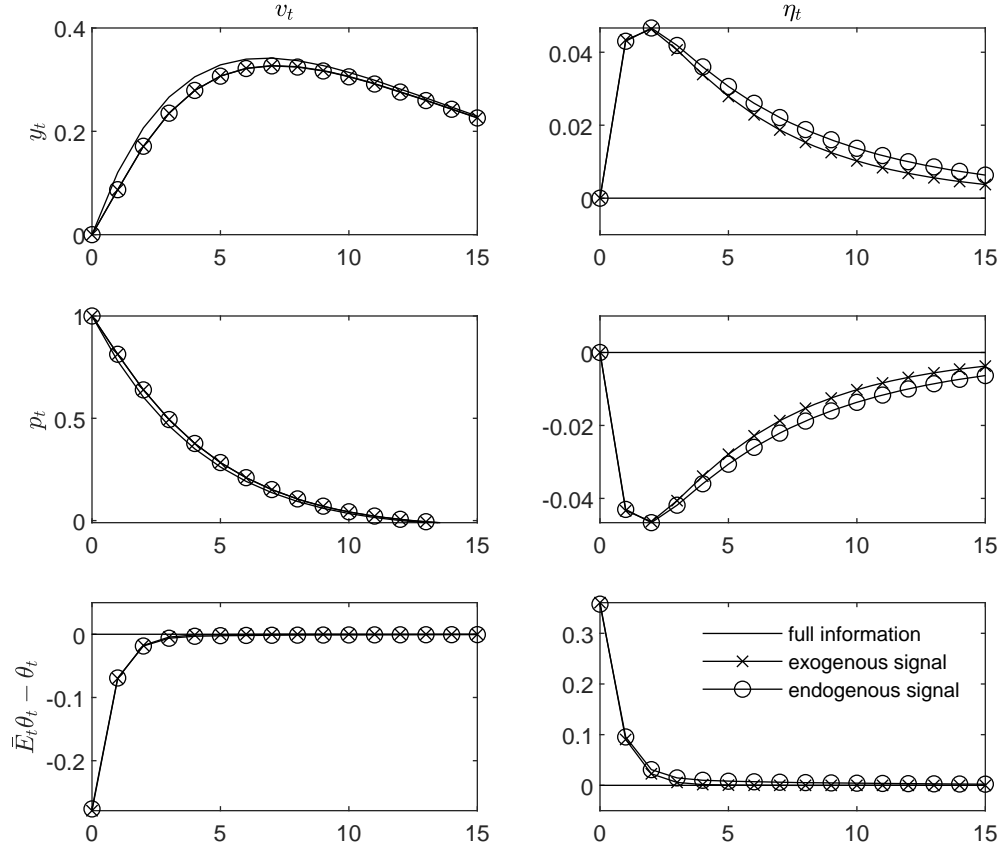 v_t
η_t
0.4
0.2
0
y_t
0 5 10 15
0.04
0.02
0
0 5 10 15
1
0.5
0
p_t
0 5 10 15
0
-0.02
-0.04
0 5 10 15
0
-0.1
-0.2
Ē_tθ_t − θ_t
0 5 10 15
0.3
0.2
0.1
0
full information
exogenous signal
endogenous signal
0 5 10 15